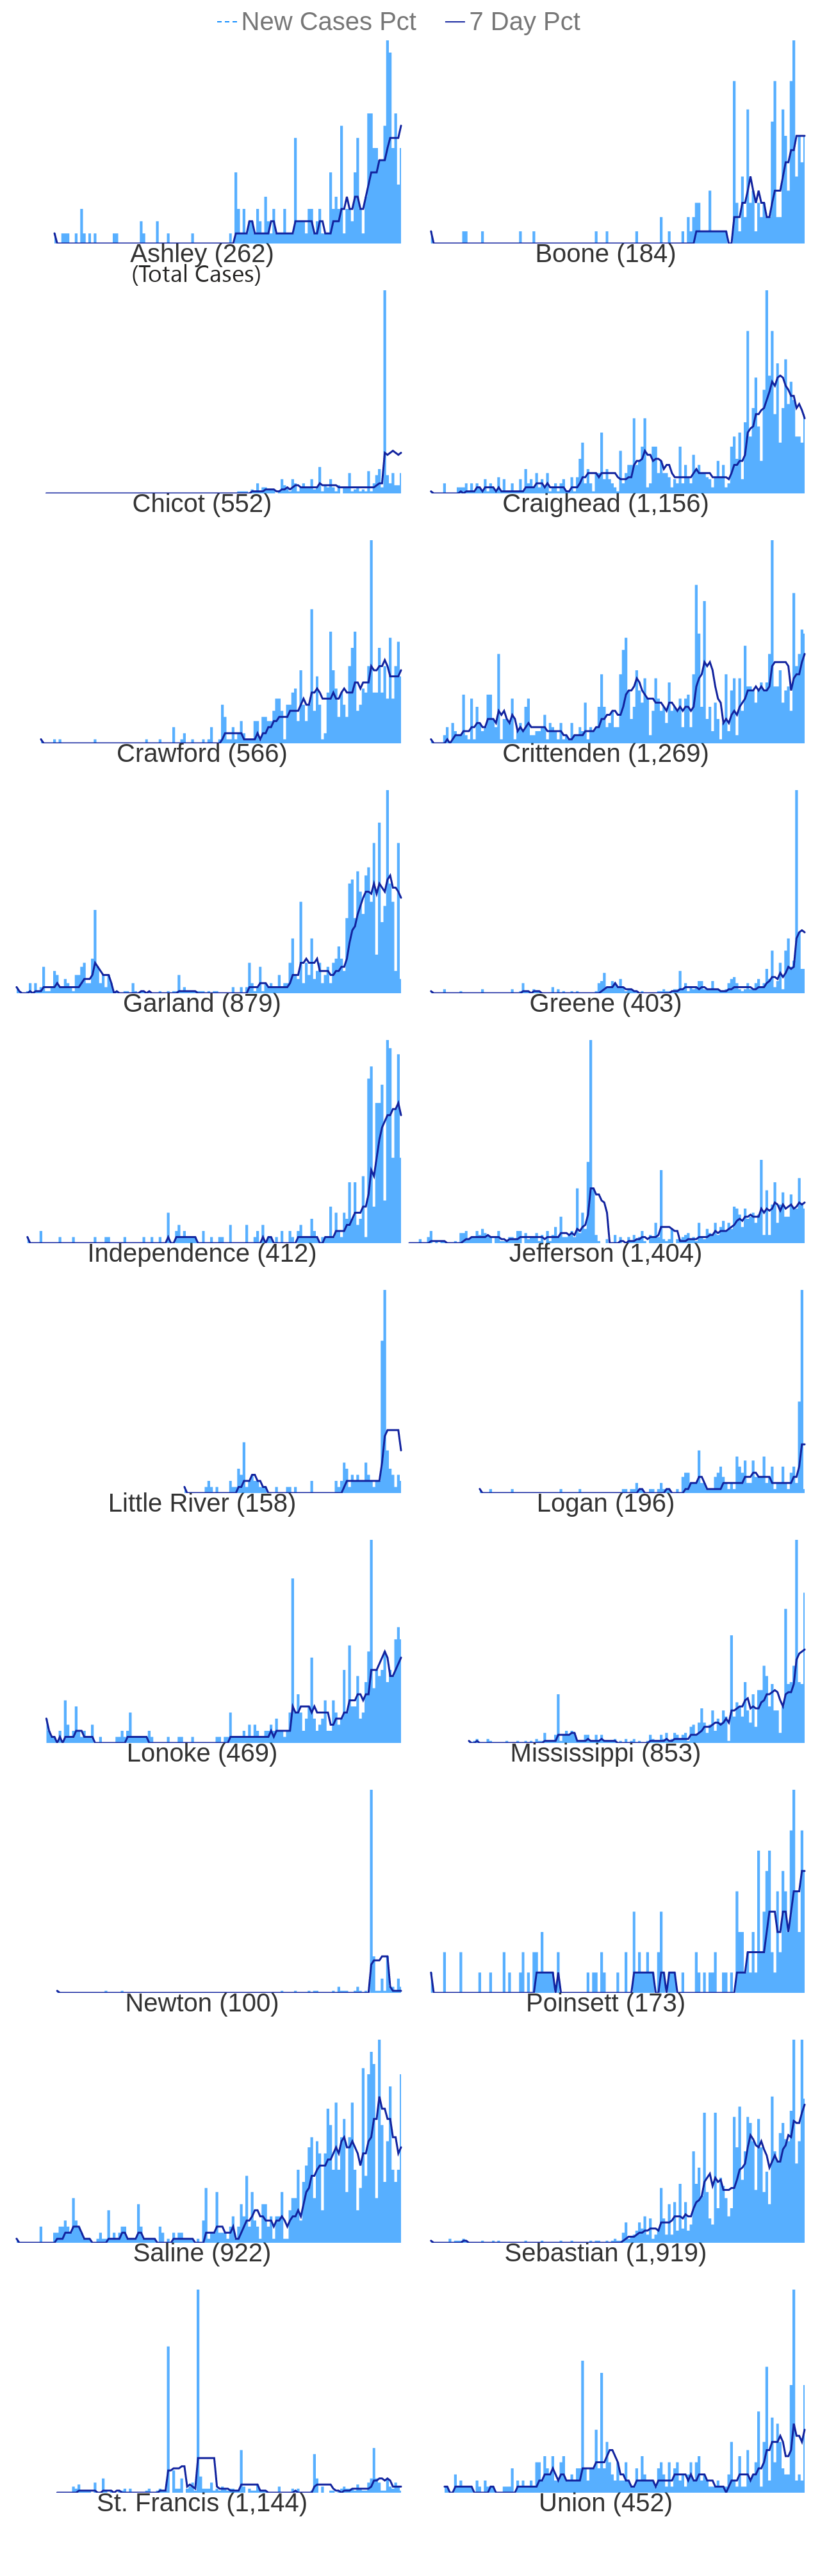 New Cases Pct 7 Day Pct
Ashley (262) Boone (184)
(Total Cases)
Chicot (552) Craighead (1,156)
Crawford (566) Crittenden (1,269)
Garland (879) Greene (403)
Independence (412) Jefferson (1,404)
Little River (158) Logan (196)
Lonoke (469) Mississippi (853)
Newton (100) Poinsett (173)
Saline (922) Sebastian (1,919)
St. Francis (1,144) Union (452)